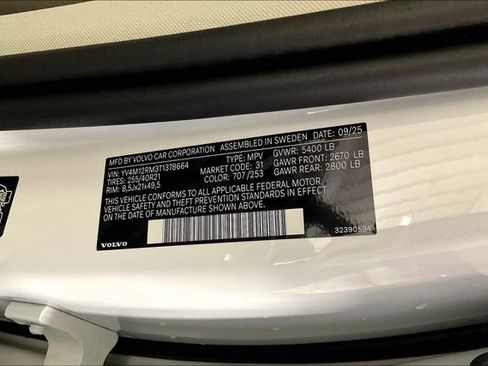 MFD BY VOLVO CAR CORPORATION ASSEMBLED IN SWEDEN DATE: 09/25
VIN: YV4M12RM3T1378664 TYPE: MPV GVWR: 5400 LB
TIRES: 255/40R21 MARKET CODE: 31 GAWR FRONT: 2670 LB
RIM: 8,5Jx21x49,5 COLOR: 707/253 GAWR REAR: 2800 LB
THIS VEHICLE CONFORMS TO ALL APPLICABLE FEDERAL MOTOR
VEHICLE SAFETY AND THEFT PREVENTION STANDARDS IN EFFECT
ON THE DATE OF MANUFACTURE SHOWN ABOVE.
VOLVO 32390594